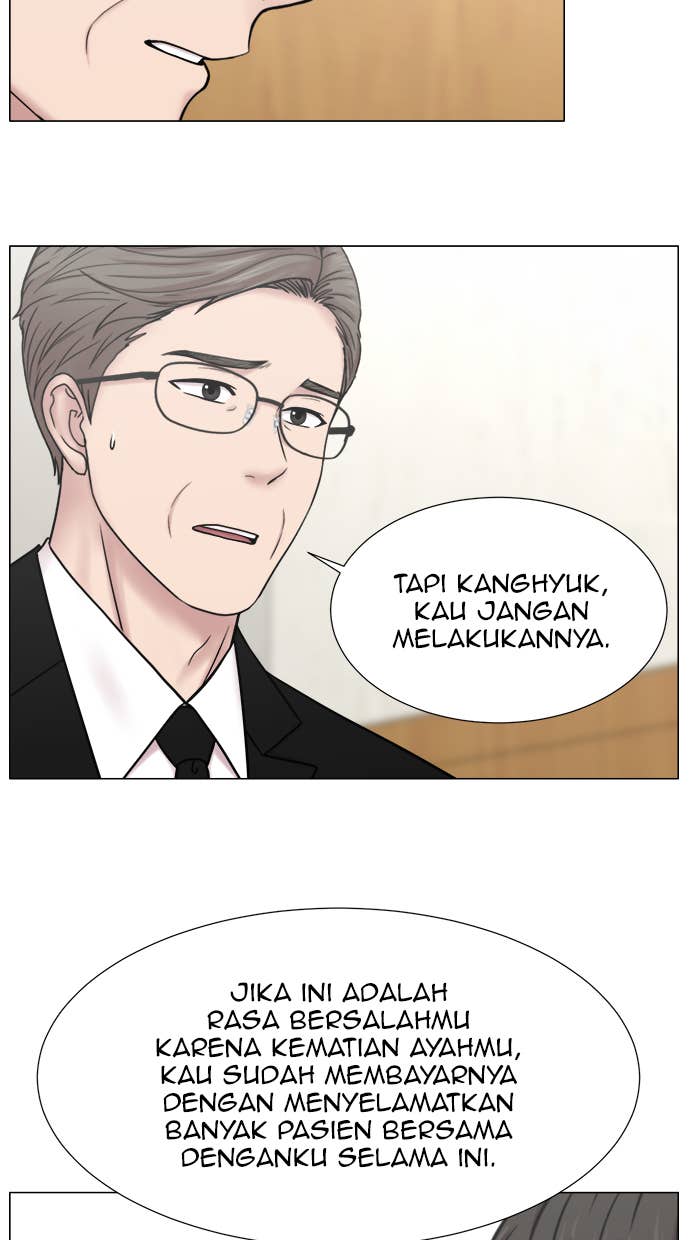 TAPI KANGHYUK,
KAU JANGAN
MELAKUKANNYA.
JIKA INI ADALAH
RASA BERSALAHMU
KARENA KEMATIAN AYAHMU,
KAU SUDAH MEMBAYARNYA
DENGAN MENYELAMATKAN
BANYAK PASIEN BERSAMA
DENGANKU SELAMA INI.